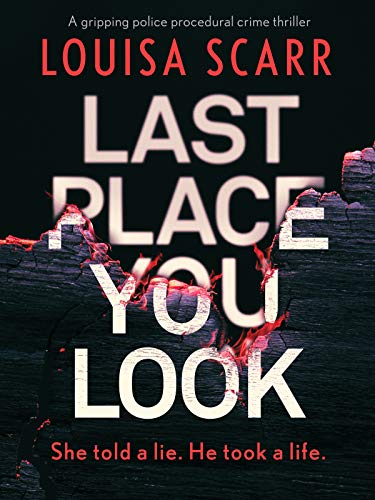 A gripping police procedural crime thriller
LOUISA SCARR
LAST
PLACE
YOU
LOOK
She told a lie. He took a life.